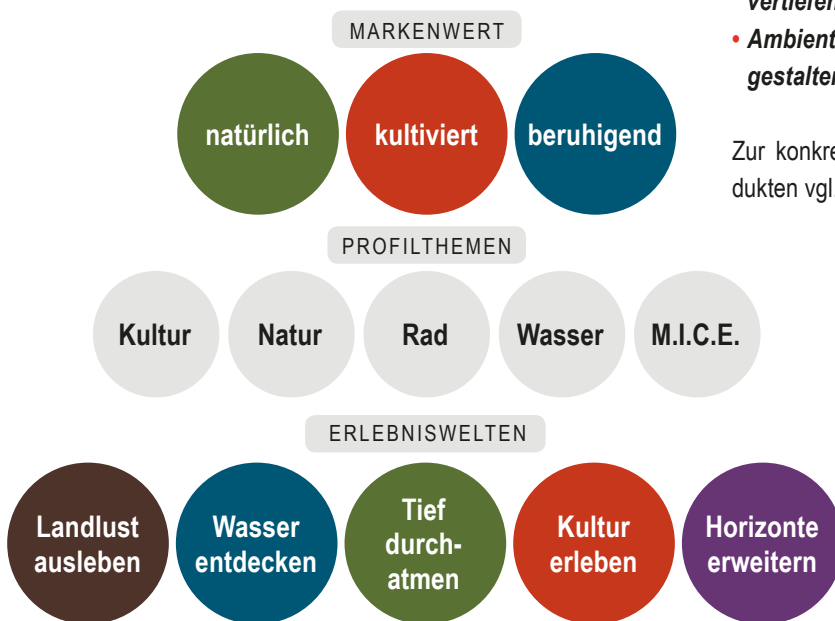 MARKENWERT
natürlich
kultiviert
beruhigend
PROFILTHEMEN
Kultur
Natur
Rad
Wasser
M.I.C.E.
ERLEBNISWELTEN
Landlust
ausleben
Wasser
entdecken
Tief
durch-
atmen
Kultur
erleben
Horizonte
erweitern
• Ambient
Zur konkre
dukten vgl.